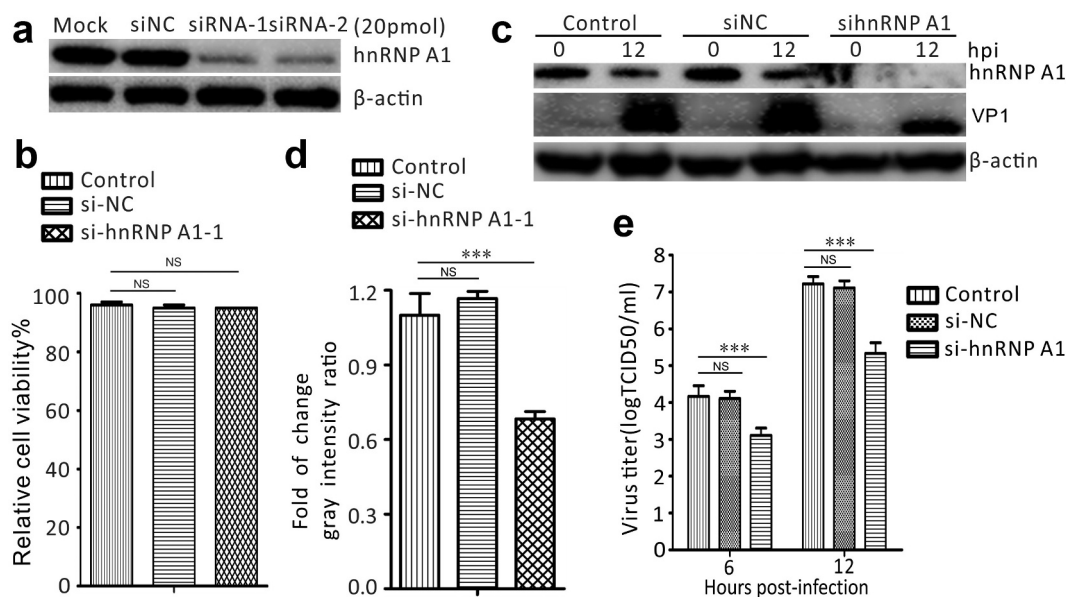 a
Mock siNC siRNA-1 siRNA-2 (20pmol)
hnRNP A1
β-actin
b
Control
si-NC
si-hnRNP A1-1
NS
NS
Relative cell viability%
100
80
60
40
20
0
c
Control siNC sihnRNP A1
0 12 0 12 0 12 hpi
hnRNP A1
VP1
β-actin
d
Control
si-NC
si-hnRNP A1-1
***
NS
Fold of change
gray intensity ratio
1.2
0.9
0.6
0.3
0.0
e
Control
si-NC
si-hnRNP A1
***
NS
***
NS
Virus titer(logTCID50/ml)
8
7
6
5
4
3
2
1
0
6 12
Hours post-infection